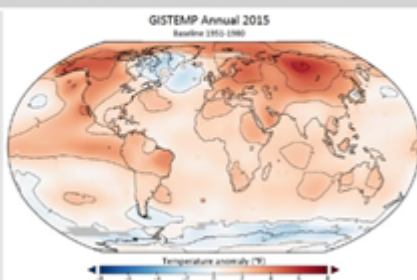 GISTEMP Annual 2015
Baseline 1951-1980
Temperature anomaly (°F)